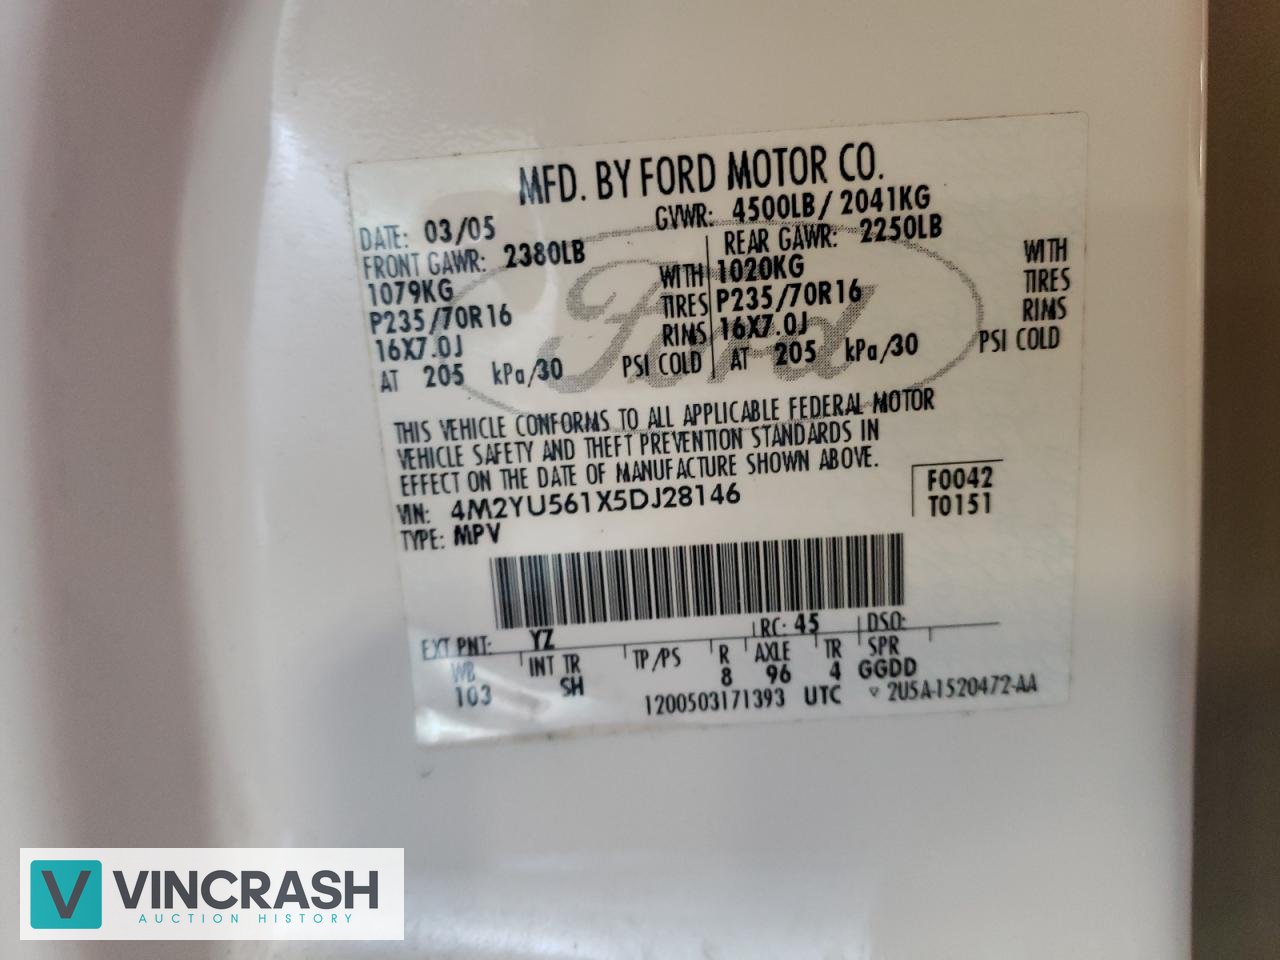 MFD. BY FORD MOTOR CO.
DATE: 03/05 GVWR: 4500LB/2041KG
FRONT GAWR: 2380LB REAR GAWR: 2250LB
1079KG WITH 1020KG WITH
P235/70R16 TIRES P235/70R16 TIRES
16X7.0J RIMS 16X7.0J RIMS
AT 205 kPa/30 PSI COLD AT 205 kPa/30 PSI COLD
Ford
THIS VEHICLE CONFORMS TO ALL APPLICABLE FEDERAL MOTOR
VEHICLE SAFETY AND THEFT PREVENTION STANDARDS IN
EFFECT ON THE DATE OF MANUFACTURE SHOWN ABOVE.
VIN: 4M2YU561X5DJ28146 F0042
TYPE: MPV T0151
EXT PNT: YZ RC: 45 DSO:
WB INT TR TP/PS R AXLE TR SPR
103 SH 8 96 4 GGDD
1200503171393 UTC ▽ 2U5A-1520472-AA
V VINCRASH
AUCTION HISTORY